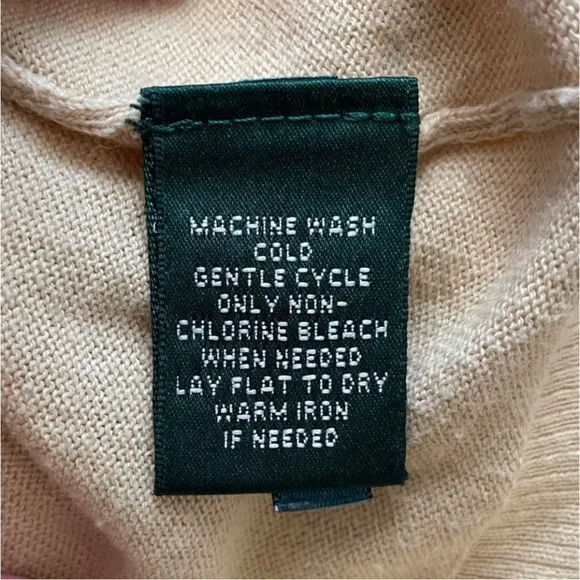 MACHINE WASH
COLD
GENTLE CYCLE
ONLY NON-
CHLORINE BLEACH
WHEN NEEDED
LAY FLAT TO DRY
WARM IRON
IF NEEDED